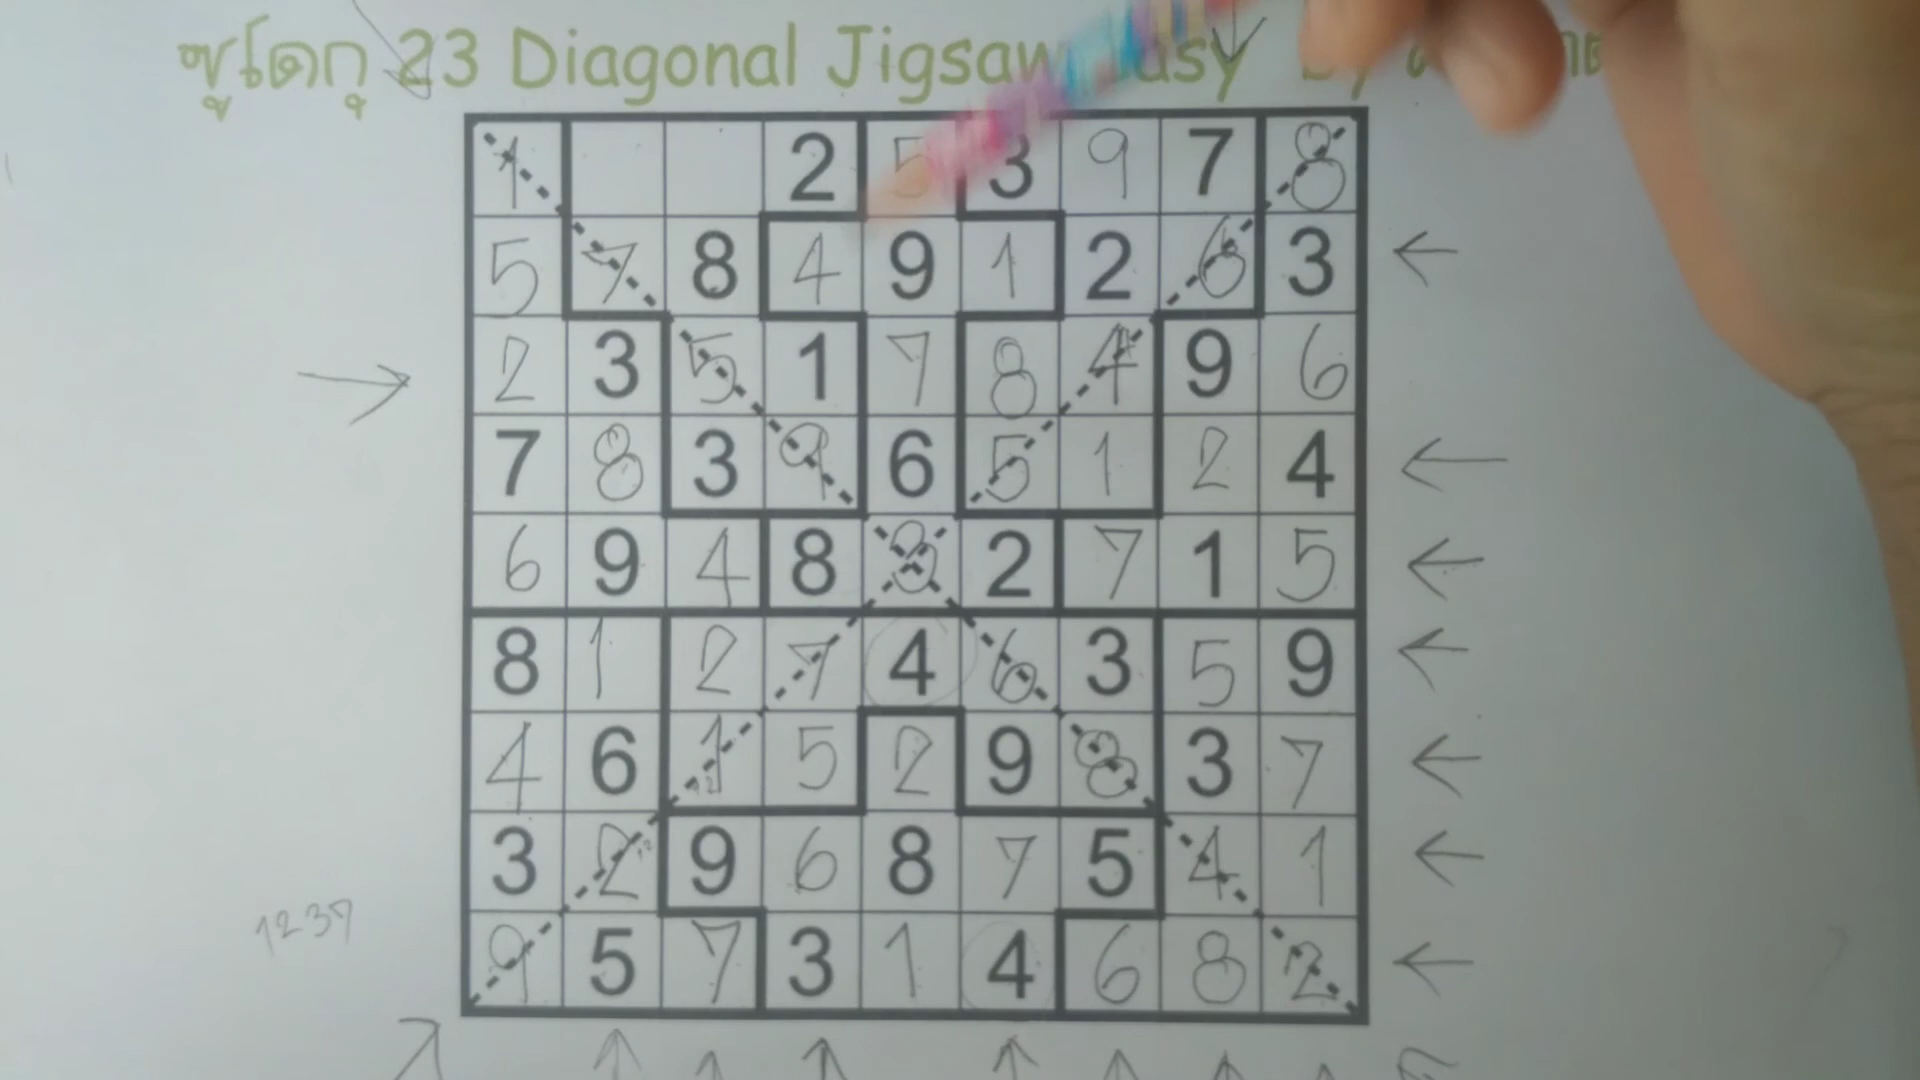 ซูโดกุ 23 Diagonal Jigsaw
1 2 5 3 9 7 8
5 7 8 4 9 1 2 6 3
2 3 5 1 7 8 4 9 6
7 8 3 9 6 5 1 2 4
6 9 4 8 3 2 7 1 5
8 1 2 7 4 6 3 5 9
4 6 1 5 2 9 8 3 7
3 2 9 6 8 7 5 4 1
1237
9 5 7 3 1 4 6 8 2